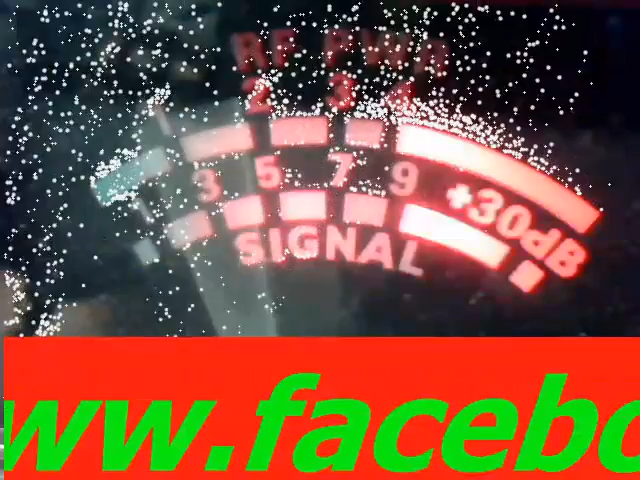 RF PWR
2 3 4
3 5 7 9 +30dB
SIGNAL
ww.facebo